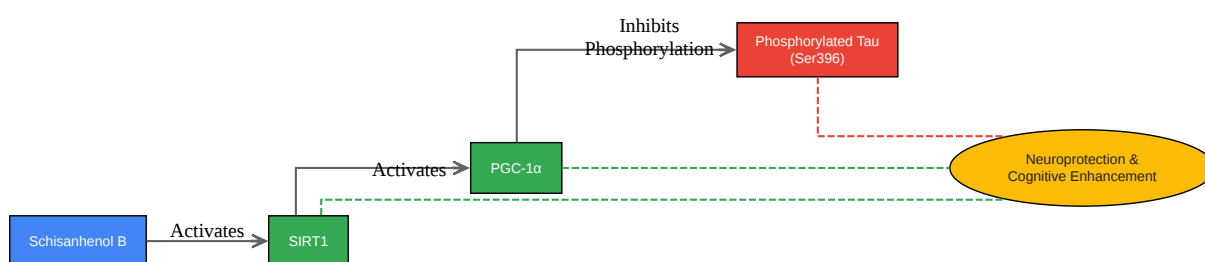 Inhibits
Phosphorylation
Phosphorylated Tau
(Ser396)
Activates
PGC-1α
Neuroprotection &
Cognitive Enhancement
Schisanhenol B
Activates
SIRT1